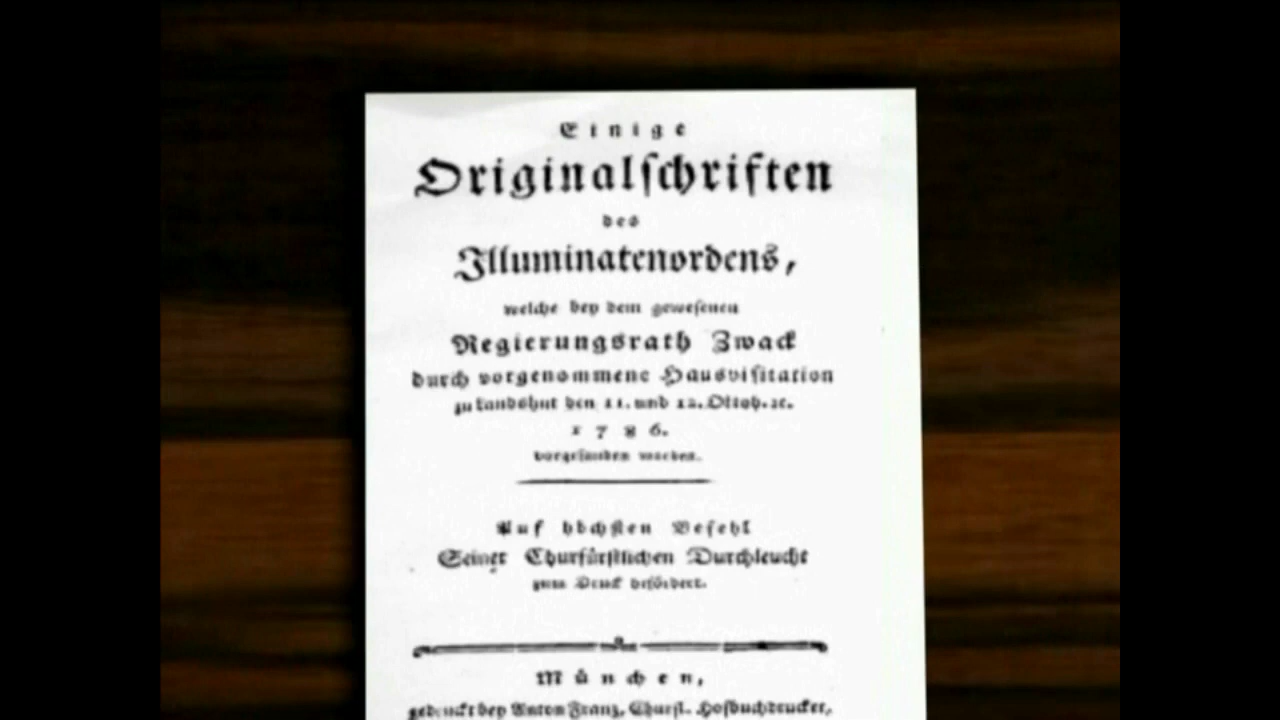 Einige
Originalſchriften
des
Illuminatenordens,
welche bey dem geweſenen
Regierungsrath Zwack
durch vorgenommene Hausviſitation
zu Landshut den 11. und 12. Oktob. ꝛc.
1786.
vorgefunden worden.
Auf höchſten Befehl
Seiner Churfürſtlichen Durchleucht
zum Druck befördert.
München,
gedruckt bey Anton Franz, Churfl. Hofbuchdrucker,